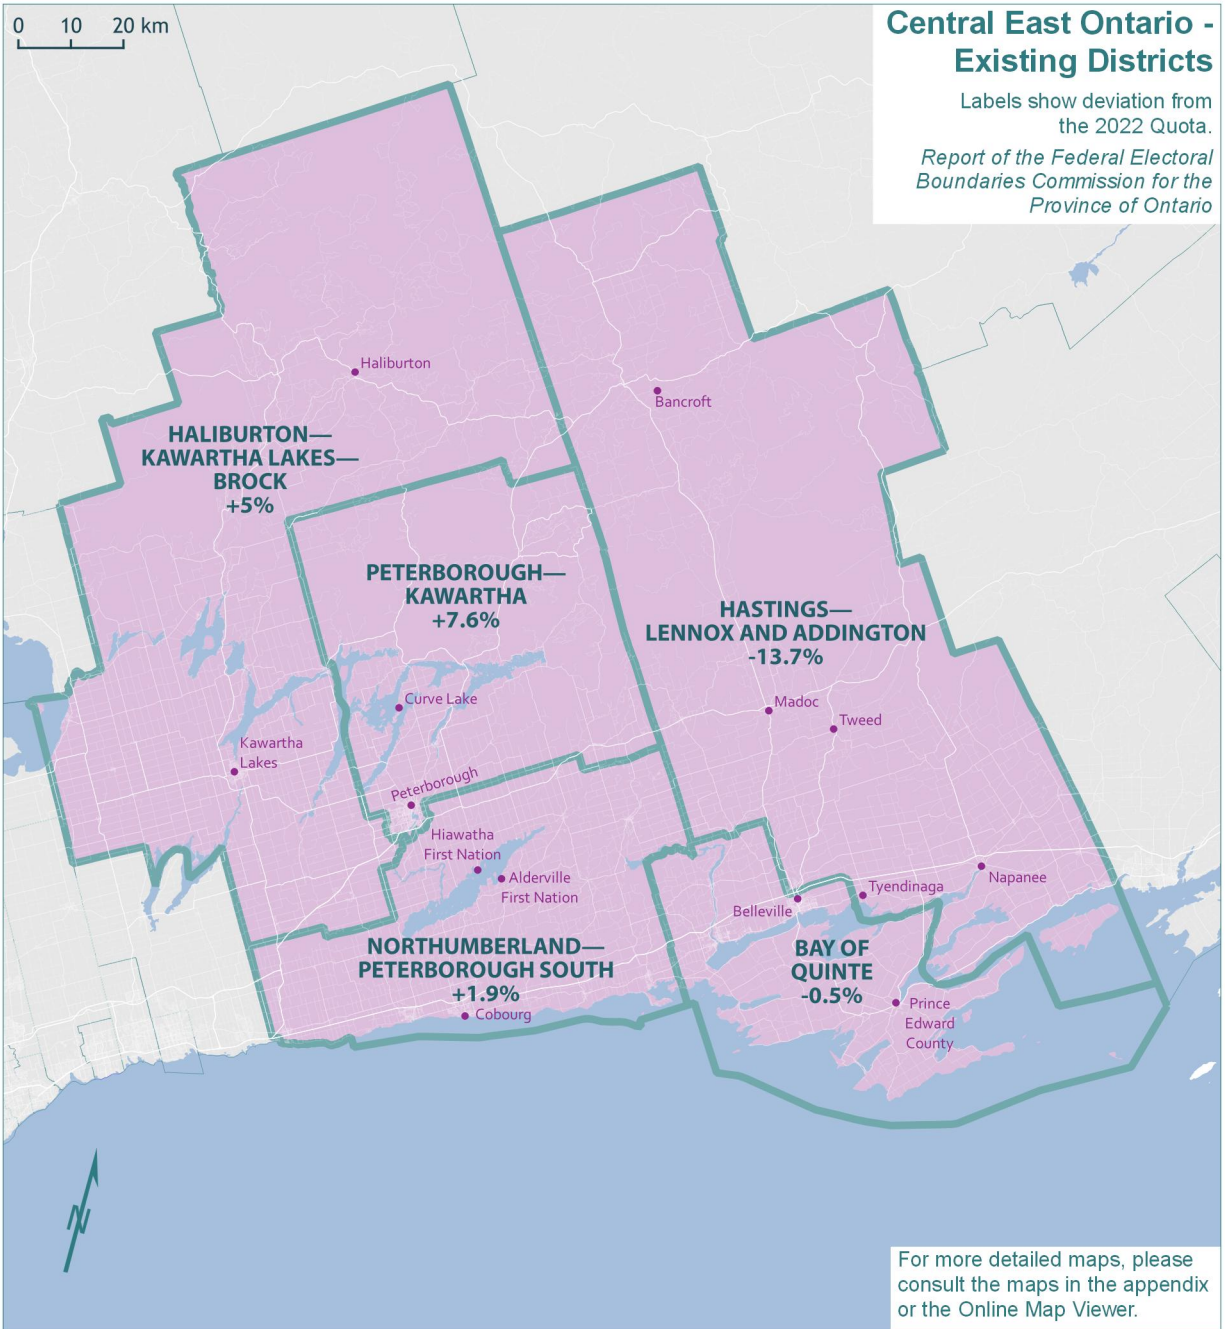 0 10 20 km
Central East Ontario -
Existing Districts
Labels show deviation from
the 2022 Quota.
Report of the Federal Electoral
Boundaries Commission for the
Province of Ontario
Haliburton
Bancroft
HALIBURTON—
KAWARTHA LAKES—
BROCK
+5%
PETERBOROUGH—
KAWARTHA
+7.6%
HASTINGS—
LENNOX AND ADDINGTON
-13.7%
Curve Lake
Madoc
Tweed
Kawartha
Lakes
Peterborough
Hiawatha
First Nation
Alderville
First Nation
Napanee
Tyendinaga
Belleville
NORTHUMBERLAND—
PETERBOROUGH SOUTH
+1.9%
BAY OF
QUINTE
-0.5%
Cobourg
Prince
Edward
County
N
For more detailed maps, please
consult the maps in the appendix
or the Online Map Viewer.